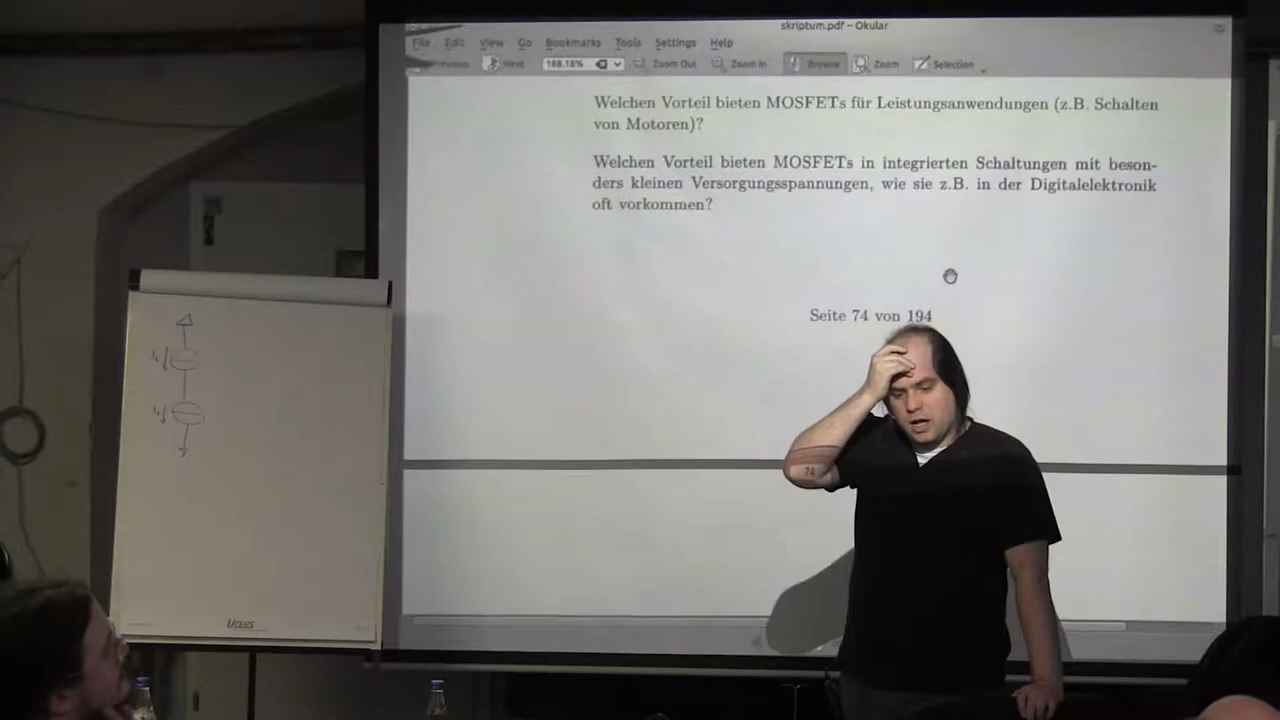 skriptum.pdf – Okular
File Edit View Go Bookmarks Tools Settings Help
Next 188.18% Zoom Out Zoom In Browse Zoom Selection
Welchen Vorteil bieten MOSFETs für Leistungsanwendungen (z.B. Schalten
von Motoren)?
Welchen Vorteil bieten MOSFETs in integrierten Schaltungen mit beson-
ders kleinen Versorgungsspannungen, wie sie z.B. in der Digitalelektronik
oft vorkommen?
Seite 74 von 194
74